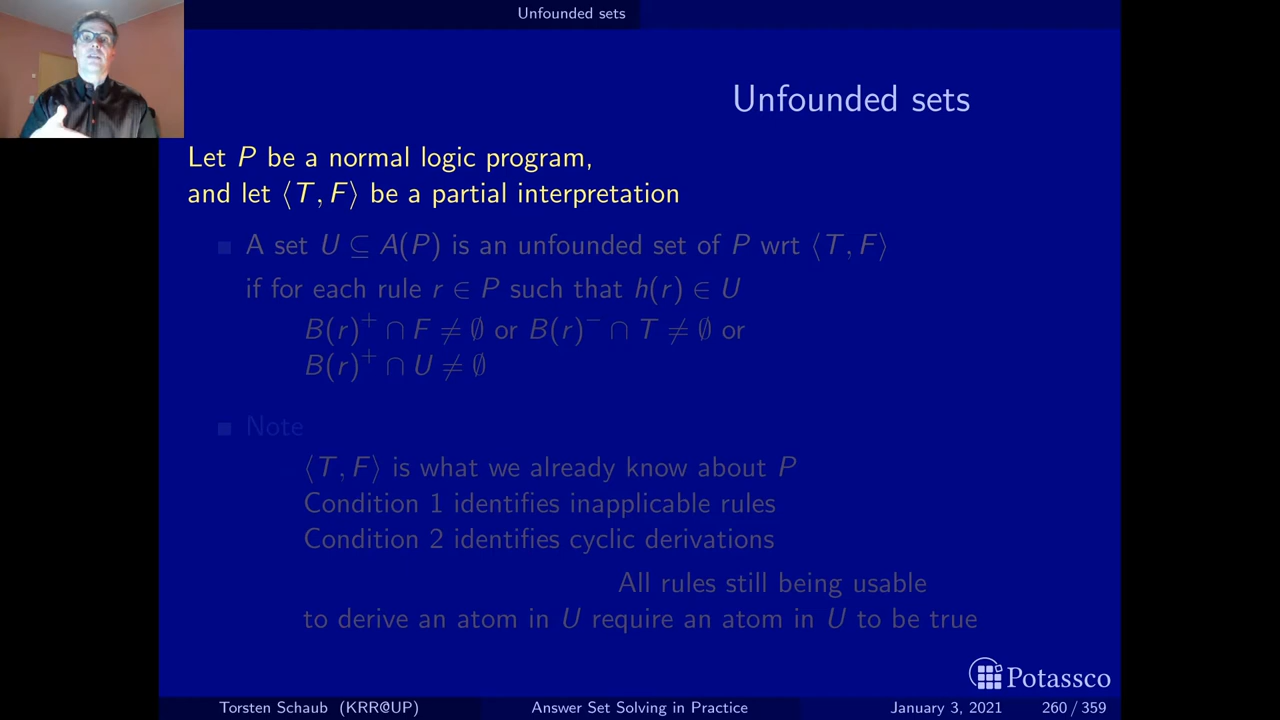 Unfounded sets
Unfounded sets
Let P be a normal logic program,
and let ⟨T, F⟩ be a partial interpretation
A set U ⊆ A(P) is an unfounded set of P wrt ⟨T, F⟩
if for each rule r ∈ P such that h(r) ∈ U
B(r)⁺ ∩ F ≠ ∅ or B(r)⁻ ∩ T ≠ ∅ or
B(r)⁺ ∩ U ≠ ∅
Note
⟨T, F⟩ is what we already know about P
Condition 1 identifies inapplicable rules
Condition 2 identifies cyclic derivations
All rules still being usable
to derive an atom in U require an atom in U to be true
Potassco
Torsten Schaub (KRR@UP) Answer Set Solving in Practice January 3, 2021 260 / 359